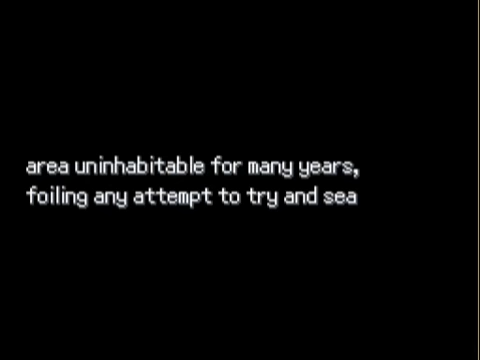 area uninhabitable for many years,
foiling any attempt to try and sea